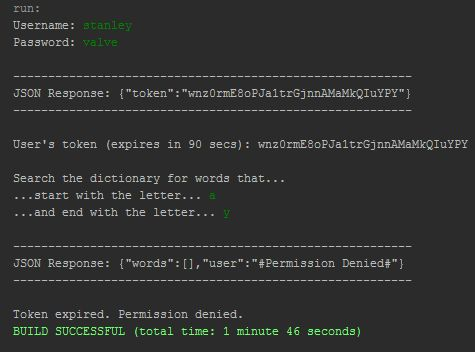 run:
Username: stanley
Password: valve
---------------------------------------------------------
JSON Response: {"token":"wnz0rmE8oPJa1trGjnnAMaMkQIuYPY"}
---------------------------------------------------------
User's token (expires in 90 secs): wnz0rmE8oPJa1trGjnnAMaMkQIuYPY
Search the dictionary for words that...
...start with the letter... a
...and end with the letter... y
---------------------------------------------------------
JSON Response: {"words":[],"user":"#Permission Denied#"}
---------------------------------------------------------
Token expired. Permission denied.
BUILD SUCCESSFUL (total time: 1 minute 46 seconds)